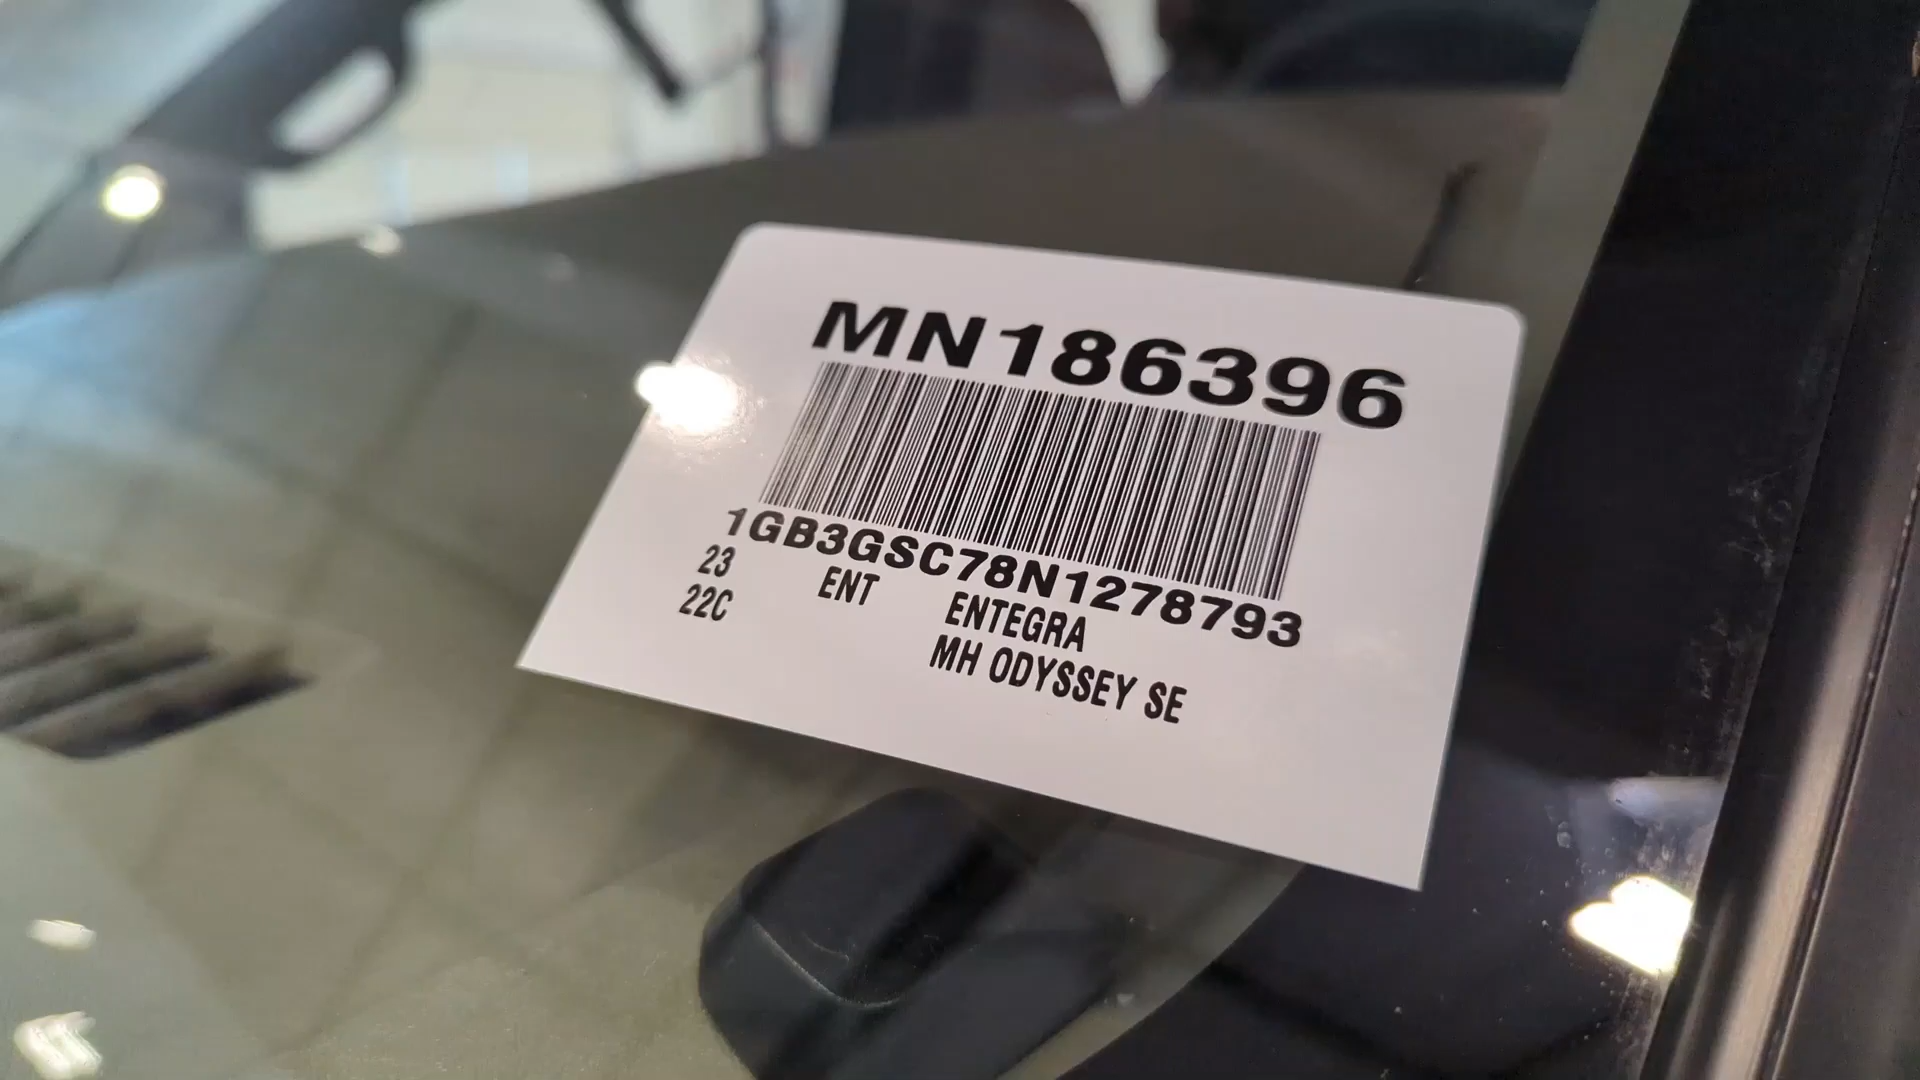 MN186396
1GB3GSC78N1278793
23 ENT ENTEGRA
22C MH ODYSSEY SE